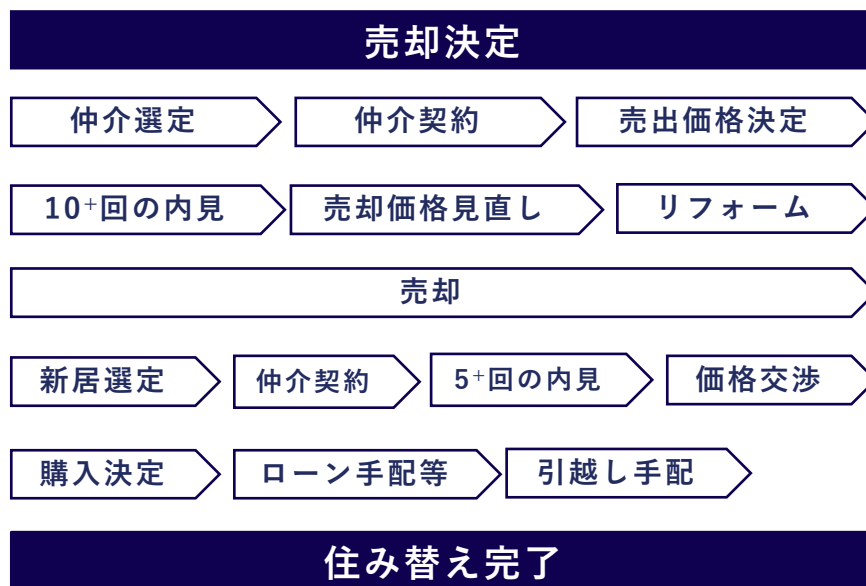 売却決定
仲介選定 仲介契約 売出価格決定
10+回の内見 売却価格見直し リフォーム
売却
新居選定 仲介契約 5+回の内見 価格交渉
購入決定 ローン手配等 引越し手配
住み替え完了